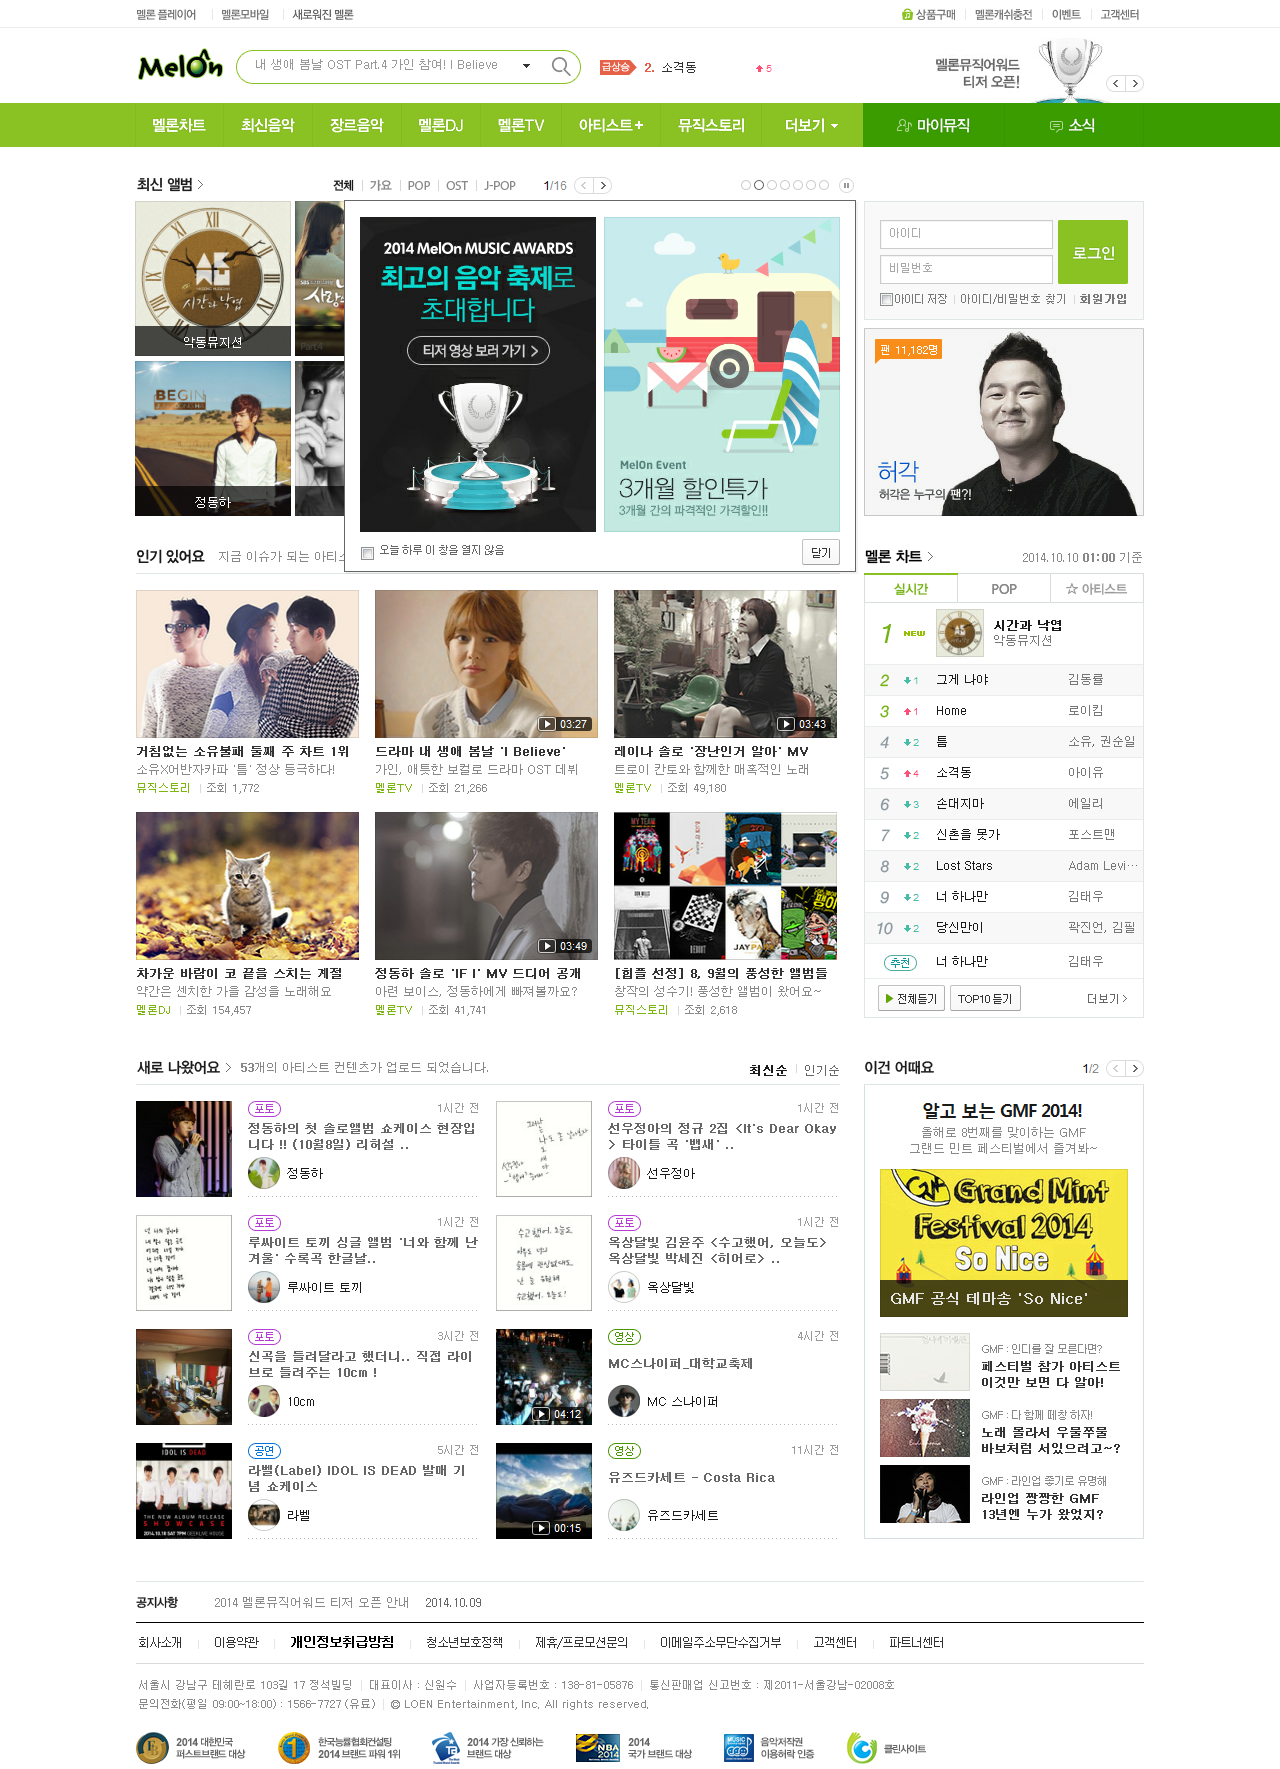 멜론 플레이어
멜론모바일
새로워진 멜론
상품구매
멜론캐쉬충전
이벤트
고객센터
MelOn
내 생애 봄날 OST Part.4 가인 참여! I Believe
급상승
2. 소격동
5
멜론뮤직어워드
티저 오픈!
멜론차트
최신음악
장르음악
멜론DJ
멜론TV
아티스트+
뮤직스토리
더보기
마이뮤직
소식
최신 앨범
전체
가요
POP
OST
J-POP
1/16
AKMU
시간과 낙엽
악동뮤지션
Part.4
BEGIN
정동하
2014 MelOn MUSIC AWARDS
최고의 음악 축제로
초대합니다
티저 영상 보러 가기
MelOn Event
3개월 할인특가
3개월 간의 파격적인 가격할인!!
오늘 하루 이 창을 열지 않음
닫기
아이디
비밀번호
로그인
아이디 저장
아이디/비밀번호 찾기
회원가입
팬 11,182명
허각
허각은 누구의 팬?!
인기 있어요
지금 이슈가 되는 아티스
03:27
03:43
거침없는 소유불패 둘째 주 차트 1위
소유X어반자카파 '틈' 정상 등극하다!
뮤직스토리
조회 1,772
드라마 내 생애 봄날 'I Believe'
가인, 애틋한 보컬로 드라마 OST 데뷔
멜론TV
조회 21,266
레이나 솔로 '장난인거 알아' MV
트로이 칸토와 함께한 매혹적인 노래
멜론TV
조회 49,180
03:49
MY TEAM
JAY PARK
차가운 바람이 코 끝을 스치는 계절
약간은 센치한 가을 감성을 노래해요
멜론DJ
조회 154,457
정동하 솔로 'IF I' MV 드디어 공개
아련 보이스, 정동하에게 빠져볼까요?
멜론TV
조회 41,741
[힙플 선정] 8, 9월의 풍성한 앨범들
창작의 성수기! 풍성한 앨범이 왔어요~
뮤직스토리
조회 2,618
멜론 차트
2014.10.10 01:00 기준
실시간
POP
아티스트
1 NEW 시간과 낙엽
악동뮤지션
2 1 그게 나야 김동률
3 1 Home 로이킴
4 2 틈 소유, 권순일
5 4 소격동 아이유
6 3 손대지마 에일리
7 2 신촌을 못가 포스트맨
8 2 Lost Stars Adam Levi…
9 2 너 하나만 김태우
10 2 당신만이 곽진언, 김필
추천 너 하나만 김태우
전체듣기
TOP10 듣기
더보기
새로 나왔어요
53개의 아티스트 컨텐츠가 업로드 되었습니다.
최신순
인기순
포토
1시간 전
정동하의 첫 솔로앨범 쇼케이스 현장입
니다 !! (10월8일) 리허설 ..
정동하
포토
1시간 전
선우정아의 정규 2집 <It's Dear Okay
> 타이틀 곡 '뱁새' ..
선우정아
포토
1시간 전
루싸이트 토끼 싱글 앨범 '너와 함께 난
겨울' 수록곡 한글날..
루싸이트 토끼
수고했어, 오늘도
수고했어, 오늘도!
포토
1시간 전
옥상달빛 김윤주 <수고했어, 오늘도>
옥상달빛 박세진 <히어로> ..
옥상달빛
포토
3시간 전
신곡을 들려달라고 했더니.. 직접 라이
브로 들려주는 10cm !
10cm
04:12
영상
4시간 전
MC스나이퍼_대학교축제
MC 스나이퍼
IDOL IS DEAD
THE NEW ALBUM RELEASE
SHOWCASE
2014.10.18 SAT 7PM GEEKLIVE HOUSE
공연
5시간 전
라벨(Label) IDOL IS DEAD 발매 기
념 쇼케이스
라벨
00:15
영상
11시간 전
유즈드카세트 - Costa Rica
유즈드카세트
이건 어때요
1/2
알고 보는 GMF 2014!
올해로 8번째를 맞이하는 GMF
그랜드 민트 페스티벌에서 즐겨봐~
Grand Mint
Festival 2014
So Nice
GMF 공식 테마송 'So Nice'
GMF : 인디를 잘 모른다면?
페스티벌 참가 아티스트
이것만 보면 다 알아!
GMF : 다 함께 떼창 하자!
노래 몰라서 우물쭈물
바보처럼 서있으려고~?
GMF : 라인업 좋기로 유명해
라인업 짱짱한 GMF
13년엔 누가 왔었지?
공지사항
2014 멜론뮤직어워드 티저 오픈 안내
2014.10.09
회사소개
이용약관
개인정보취급방침
청소년보호정책
제휴/프로모션문의
이메일주소무단수집거부
고객센터
파트너센터
서울시 강남구 테헤란로 103길 17 정석빌딩
대표이사 : 신원수
사업자등록번호 : 138-81-05876
통신판매업 신고번호 : 제2011-서울강남-02008호
문의전화(평일 09:00~18:00) : 1566-7727 (유료)
© LOEN Entertainment, Inc. All rights reserved.
2014 대한민국
퍼스트브랜드 대상
한국능률협회컨설팅
2014 브랜드 파워 1위
2014 가장 신뢰하는
브랜드 대상
NBA
2014
2014
국가 브랜드 대상
MUSIC
음악저작권
이용허락 인증
클린사이트